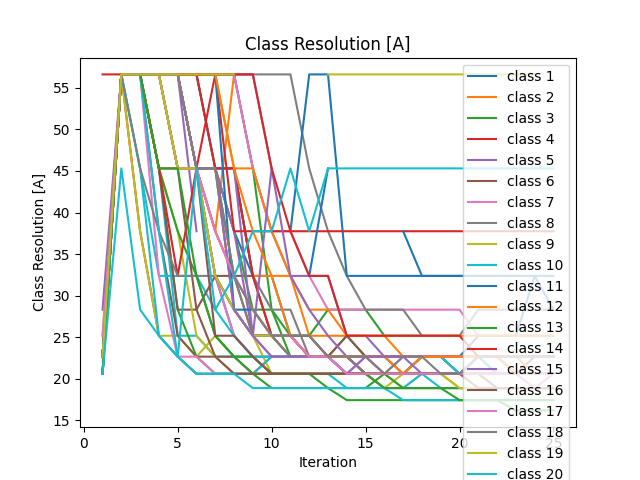 Class Resolution [A]
Class Resolution [A]
55
50
45
40
35
30
25
20
15
0
5
10
15
20
25
Iteration
class 1
class 2
class 3
class 4
class 5
class 6
class 7
class 8
class 9
class 10
class 11
class 12
class 13
class 14
class 15
class 16
class 17
class 18
class 19
class 20